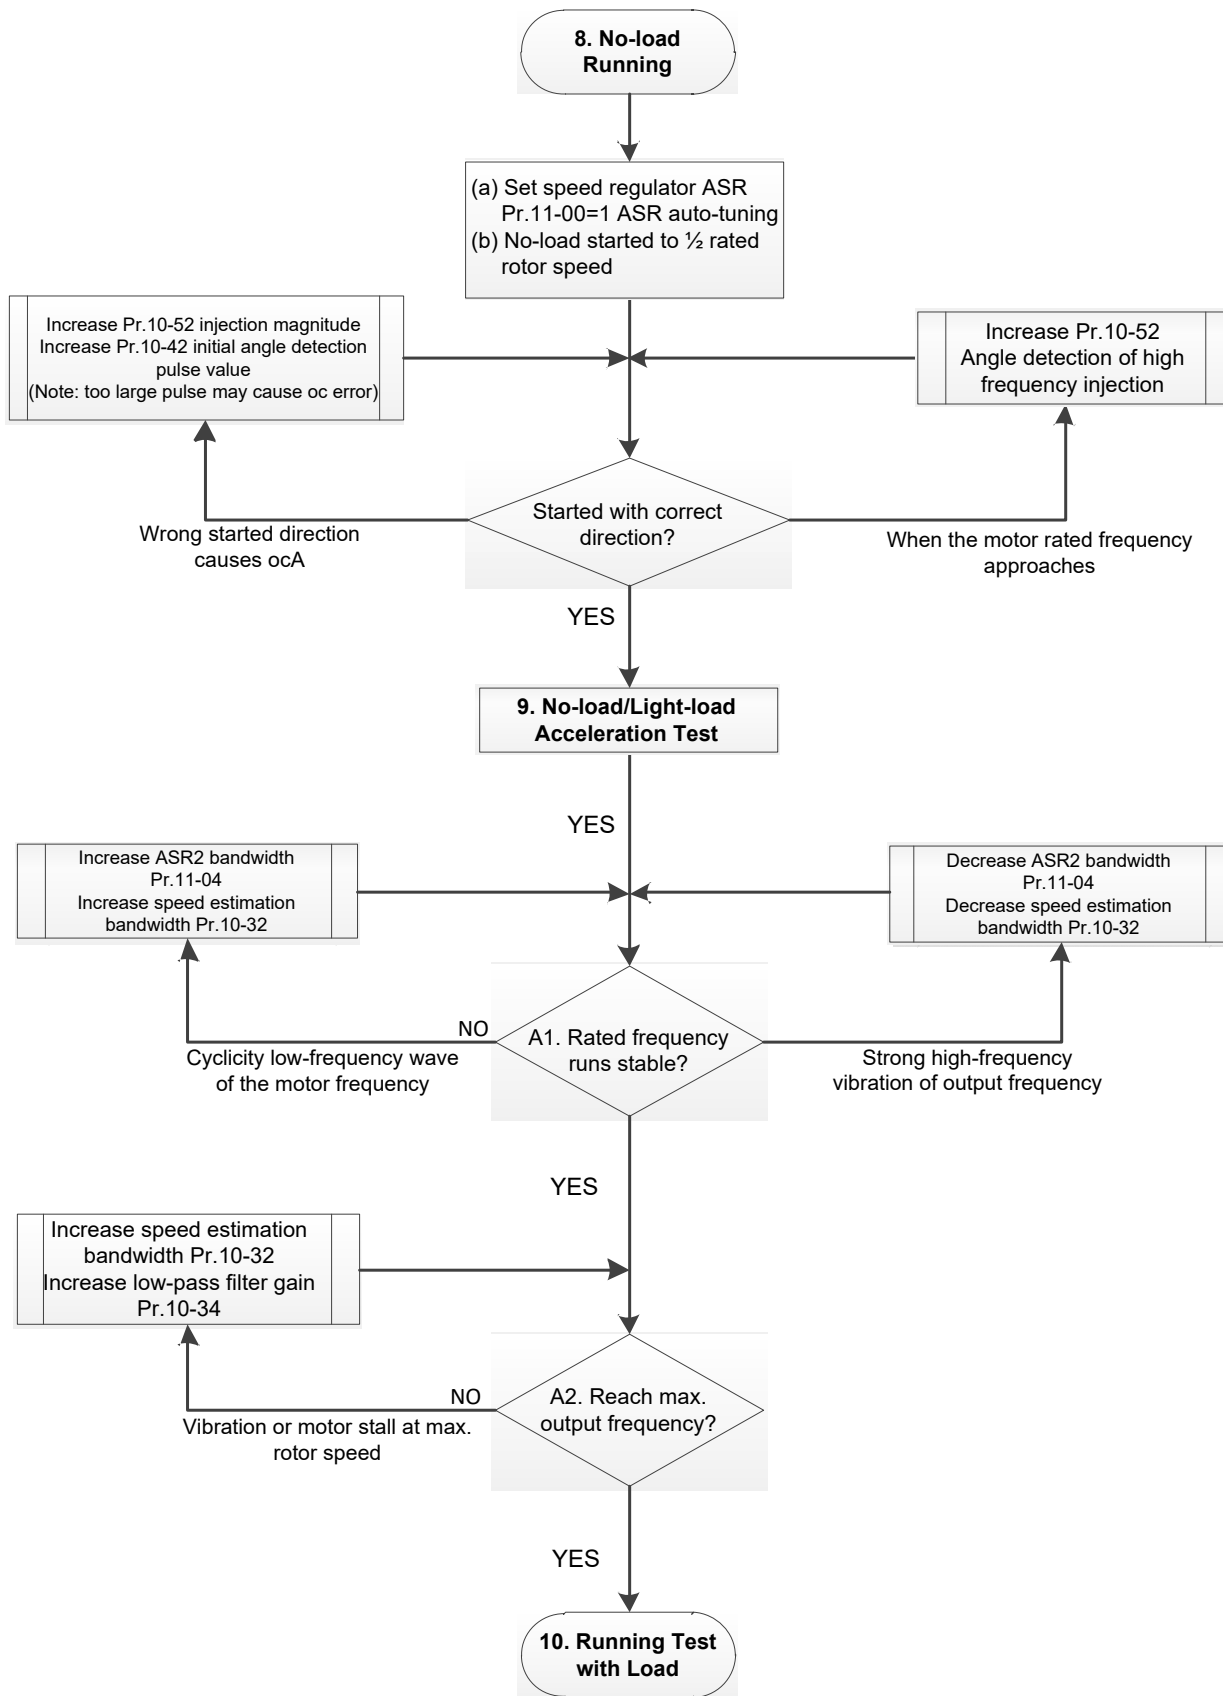 8. No-load
Running
(a) Set speed regulator ASR
Pr.11-00=1 ASR auto-tuning
(b) No-load started to ½ rated
rotor speed
Increase Pr.10-52 injection magnitude
Increase Pr.10-42 initial angle detection
pulse value
(Note: too large pulse may cause oc error)
Increase Pr.10-52
Angle detection of high
frequency injection
Started with correct
direction?
Wrong started direction
causes ocA
When the motor rated frequency
approaches
YES
9. No-load/Light-load
Acceleration Test
YES
Increase ASR2 bandwidth
Pr.11-04
Increase speed estimation
bandwidth Pr.10-32
Decrease ASR2 bandwidth
Pr.11-04
Decrease speed estimation
bandwidth Pr.10-32
NO
A1. Rated frequency
runs stable?
Cyclicity low-frequency wave
of the motor frequency
Strong high-frequency
vibration of output frequency
YES
Increase speed estimation
bandwidth Pr.10-32
Increase low-pass filter gain
Pr.10-34
NO
A2. Reach max.
output frequency?
Vibration or motor stall at max.
rotor speed
YES
10. Running Test
with Load